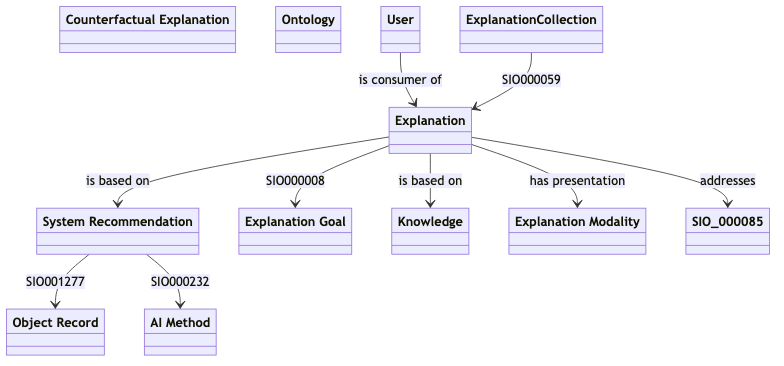 Counterfactual Explanation
Ontology
User
ExplanationCollection
is consumer of
SIO000059
Explanation
is based on
SIO000008
is based on
has presentation
addresses
System Recommendation
Explanation Goal
Knowledge
Explanation Modality
SIO_000085
SIO001277
SIO000232
Object Record
AI Method